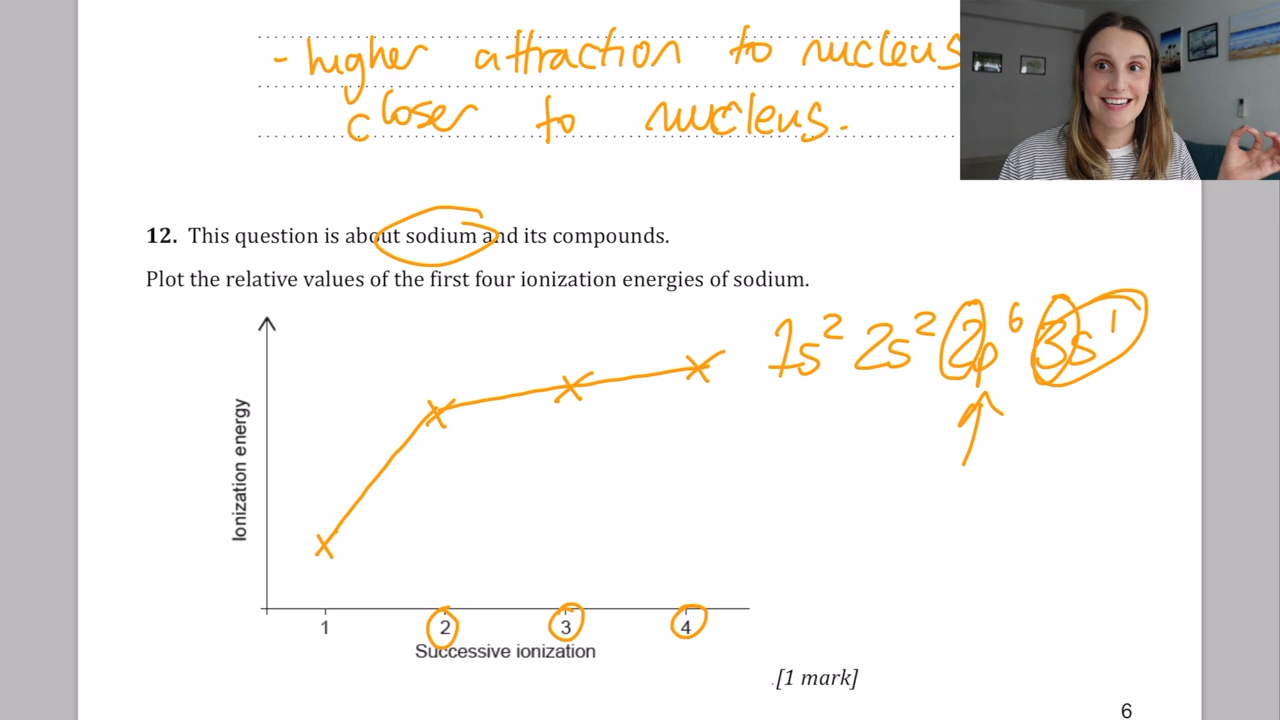 - higher attraction to nucleus
closer to nucleus.
12. This question is about sodium and its compounds.
Plot the relative values of the first four ionization energies of sodium.
1s² 2s² 2p⁶ 3s¹
Ionization energy
1 2 3 4
Successive ionization
[1 mark]
6